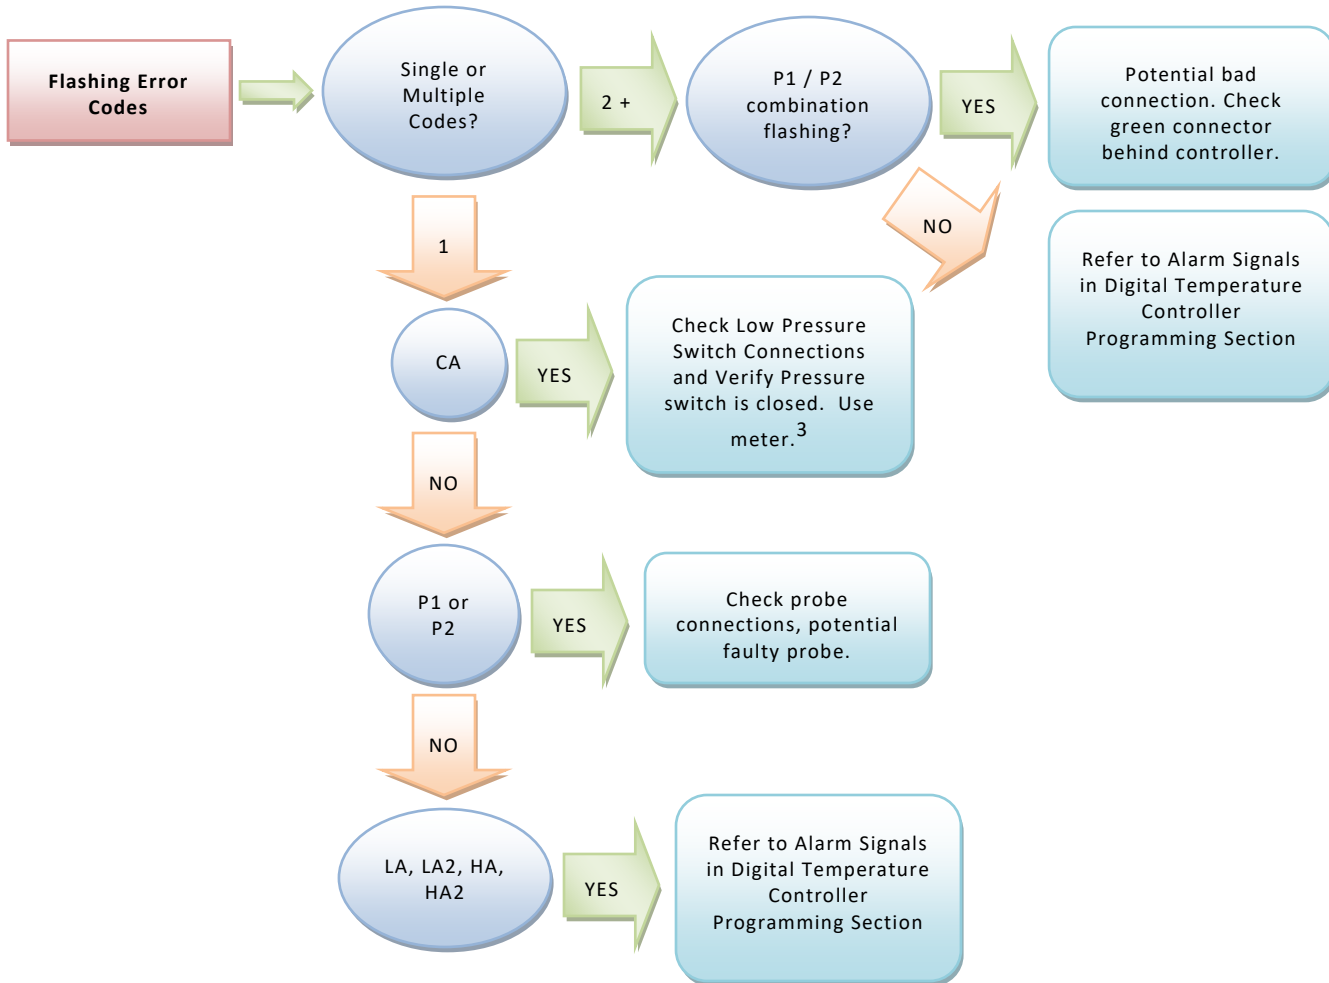 Flashing Error
Codes
Single or
Multiple
Codes?
2 +
P1 / P2
combination
flashing?
YES
Potential bad
connection. Check
green connector
behind controller.
NO
Refer to Alarm Signals
in Digital Temperature
Controller
Programming Section
1
CA
YES
Check Low Pressure
Switch Connections
and Verify Pressure
switch is closed.  Use
meter.3
NO
P1 or
P2
YES
Check probe
connections, potential
faulty probe.
NO
LA, LA2, HA,
HA2
YES
Refer to Alarm Signals
in Digital Temperature
Controller
Programming Section